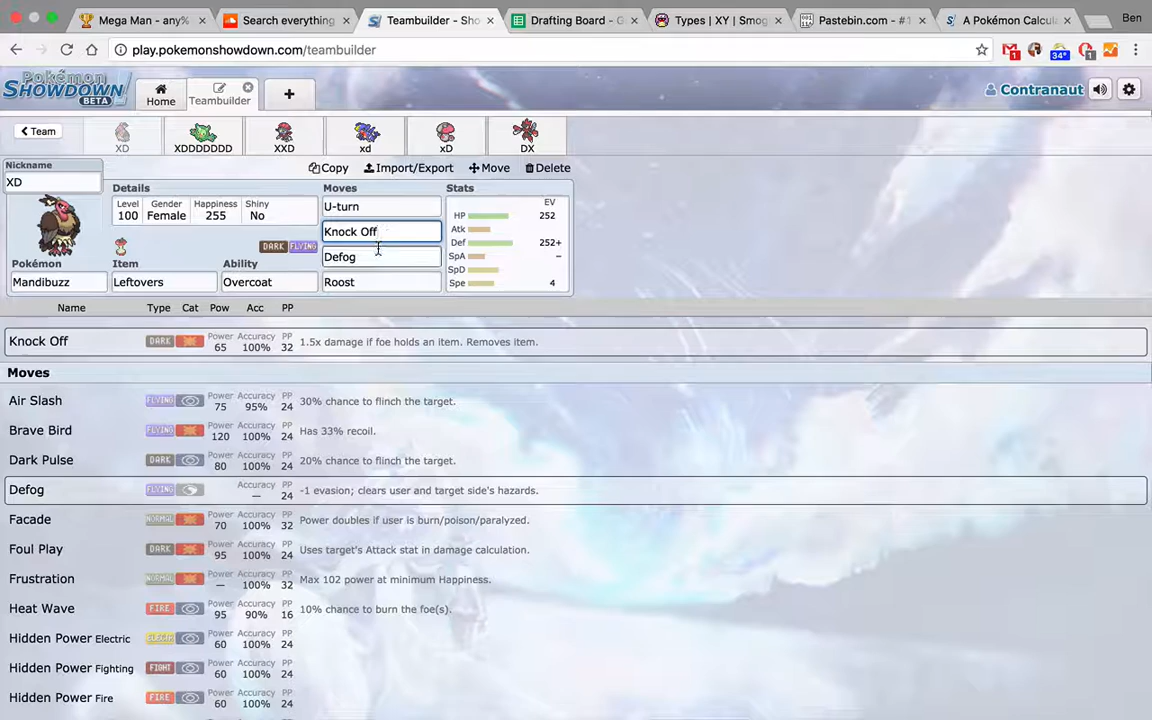 Mega Man - any%
Search everything
Teambuilder - Sho
Drafting Board - G
Types | XY | Smog
Pastebin.com - #1
A Pokémon Calcu
Ben
play.pokemonshowdown.com/teambuilder
1
34°
1
Pokémon
SHOWDOWN
BETA
Home
Teambuilder
Contranaut
Team
XD
XDDDDDDD
XXD
xd
xD
DX
Nickname
XD
Copy
Import/Export
Move
Delete
Details
Moves
Stats
Level
Gender
Happiness
Shiny
100
Female
255
No
U-turn
EV
HP
252
Knock Off
Atk
DARK
FLYING
Def
252+
Defog
SpA
–
Pokémon
Item
Ability
SpD
Mandibuzz
Leftovers
Overcoat
Roost
Spe
4
Name Type Cat Pow Acc PP
Knock Off DARK Power 65 Accuracy 100% PP 32 1.5x damage if foe holds an item. Removes item.
Moves
Air Slash FLYING Power 75 Accuracy 95% PP 24 30% chance to flinch the target.
Brave Bird FLYING Power 120 Accuracy 100% PP 24 Has 33% recoil.
Dark Pulse DARK Power 80 Accuracy 100% PP 24 20% chance to flinch the target.
Defog FLYING Accuracy — PP 24 -1 evasion; clears user and target side's hazards.
Facade NORMAL Power 70 Accuracy 100% PP 32 Power doubles if user is burn/poison/paralyzed.
Foul Play DARK Power 95 Accuracy 100% PP 24 Uses target's Attack stat in damage calculation.
Frustration NORMAL Power — Accuracy 100% PP 32 Max 102 power at minimum Happiness.
Heat Wave FIRE Power 95 Accuracy 90% PP 16 10% chance to burn the foe(s).
Hidden Power Electric ELECTR Power 60 Accuracy 100% PP 24
Hidden Power Fighting FIGHT Power 60 Accuracy 100% PP 24
Hidden Power Fire FIRE Power 60 Accuracy 100% PP 24